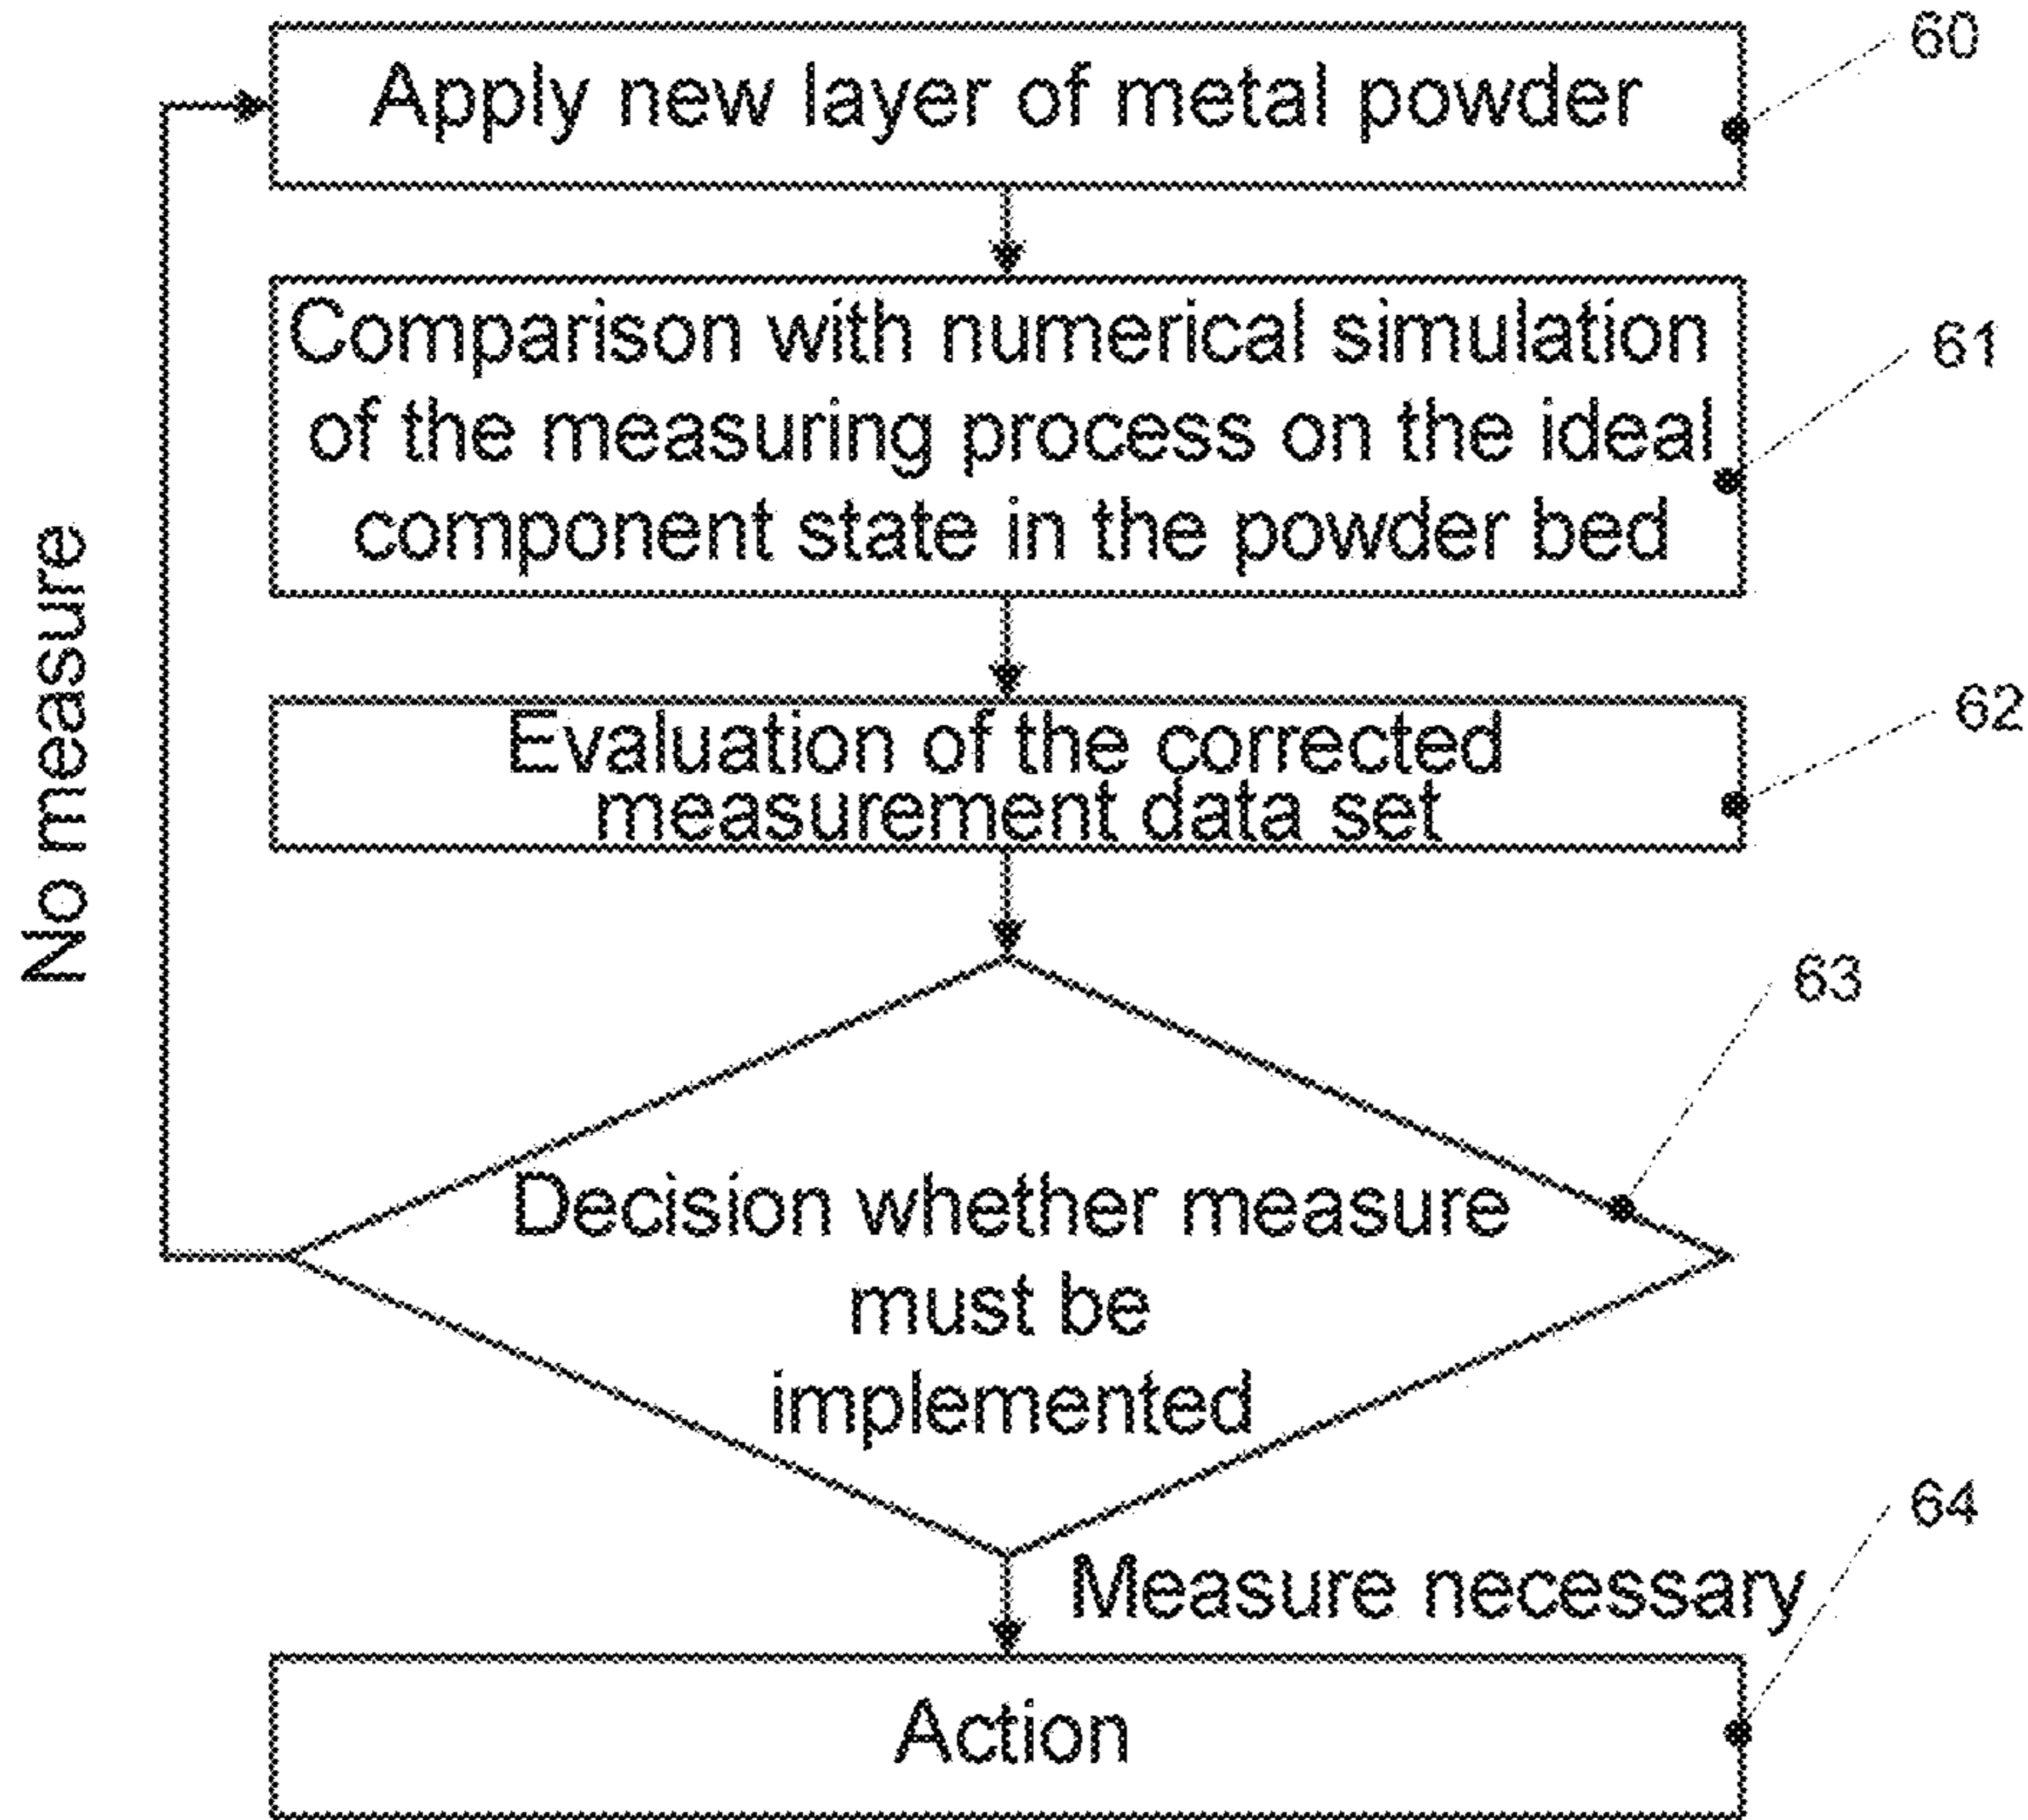 Apply new layer of metal powder
60
Comparison with numerical simulation
of the measuring process on the ideal
component state in the powder bed
61
Evaluation of the corrected
measurement data set
62
No measure
Decision whether measure
must be
implemented
63
Measure necessary
64
Action